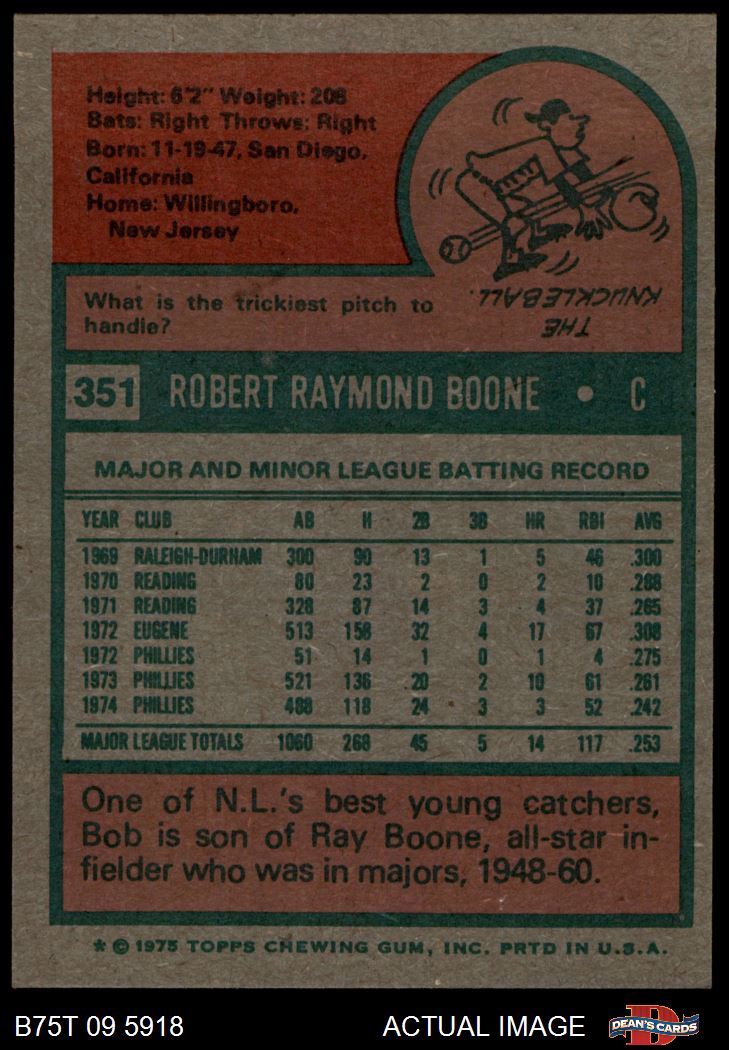 Height: 6'2" Weight: 208
Bats: Right Throws: Right
Born: 11-19-47, San Diego,
California
Home: Willingboro,
New Jersey
THE
KNUCKLEBALL.
What is the trickiest pitch to
handle?
351 ROBERT RAYMOND BOONE • C
MAJOR AND MINOR LEAGUE BATTING RECORD
YEAR CLUB AB H 2B 3B HR RBI AVG
1969 RALEIGH-DURHAM 300 90 13 1 5 46 .300
1970 READING 80 23 2 0 2 10 .288
1971 READING 328 87 14 3 4 37 .265
1972 EUGENE 513 158 32 4 17 67 .308
1972 PHILLIES 51 14 1 0 1 4 .275
1973 PHILLIES 521 136 20 2 10 61 .261
1974 PHILLIES 488 118 24 3 3 52 .242
MAJOR LEAGUE TOTALS 1060 268 45 5 14 117 .253
One of N.L.'s best young catchers,
Bob is son of Ray Boone, all-star in-
fielder who was in majors, 1948-60.
* © 1975 TOPPS CHEWING GUM, INC. PRTD IN U.S.A.
B75T 09 5918 ACTUAL IMAGE DEAN'S CARDS